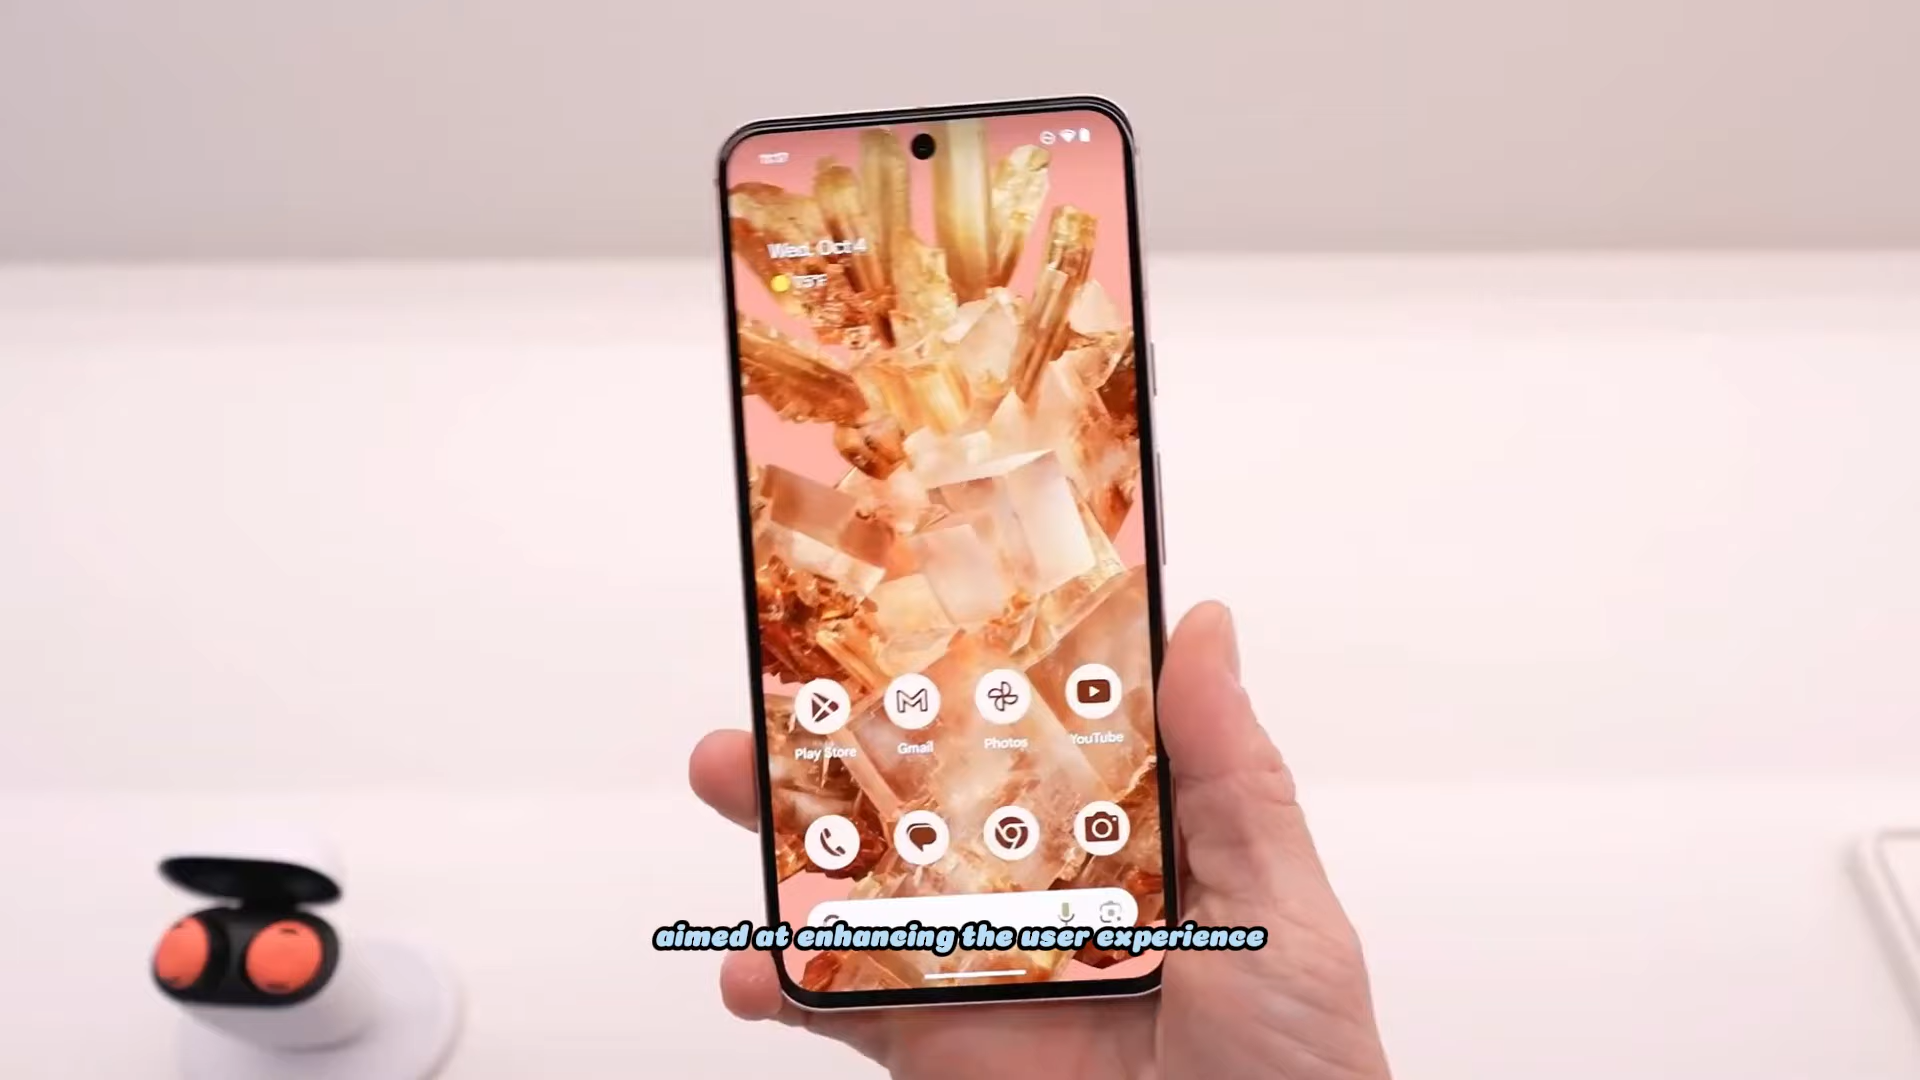 Wed, Oct 4
Play Store
Gmail
Photos
YouTube
aimed at enhancing the user experience